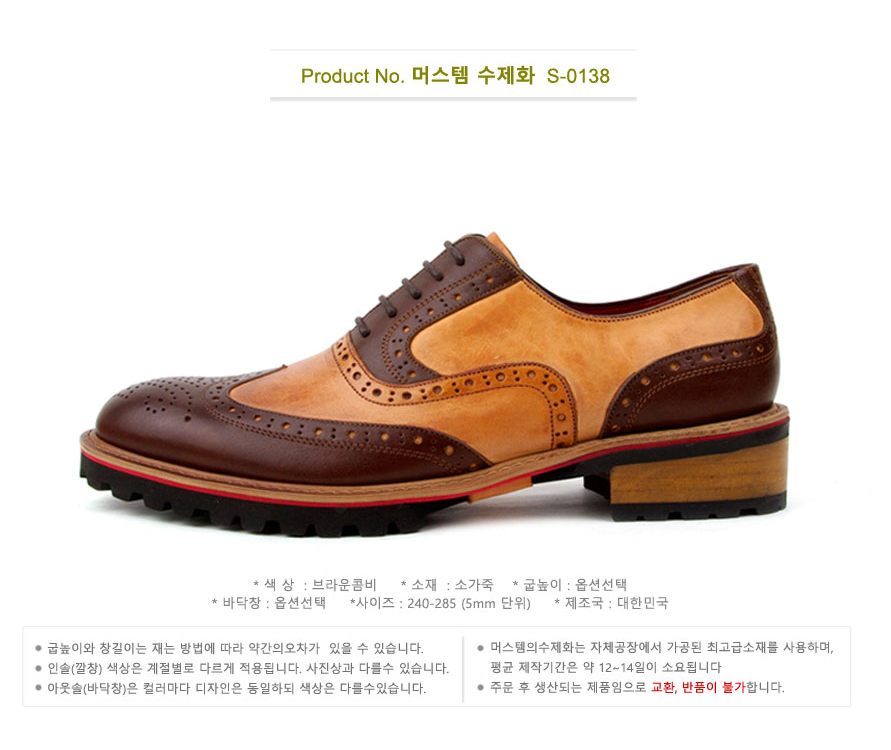 Product No. 머스템 수제화 S-0138
* 색 상 : 브라운콤비 * 소재 : 소가죽 * 굽높이 : 옵션선택
* 바닥창 : 옵션선택 *사이즈 : 240-285 (5mm 단위) * 제조국 : 대한민국
굽높이와 창길이는 재는 방법에 따라 약간의오차가 있을 수 있습니다.
인솔(깔창) 색상은 계절별로 다르게 적용됩니다. 사진상과 다를수 있습니다.
아웃솔(바닥창)은 컬러마다 디자인은 동일하되 색상은 다를수있습니다.
머스템의수제화는 자체공장에서 가공된 최고급소재를 사용하며,
평균 제작기간은 약 12~14일이 소요됩니다
주문 후 생산되는 제품임으로 교환, 반품이 불가합니다.